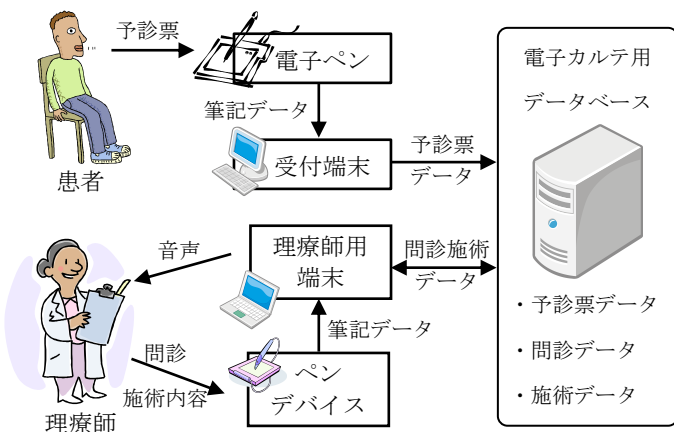 予診票
電子ペン
筆記データ
受付端末
予診票
データ
患者
電子カルテ用
データベース
音声
理療師用
端末
問診施術
データ
筆記データ
問診
施術内容
ペン
デバイス
理療師
・予診票データ
・問診データ
・施術データ